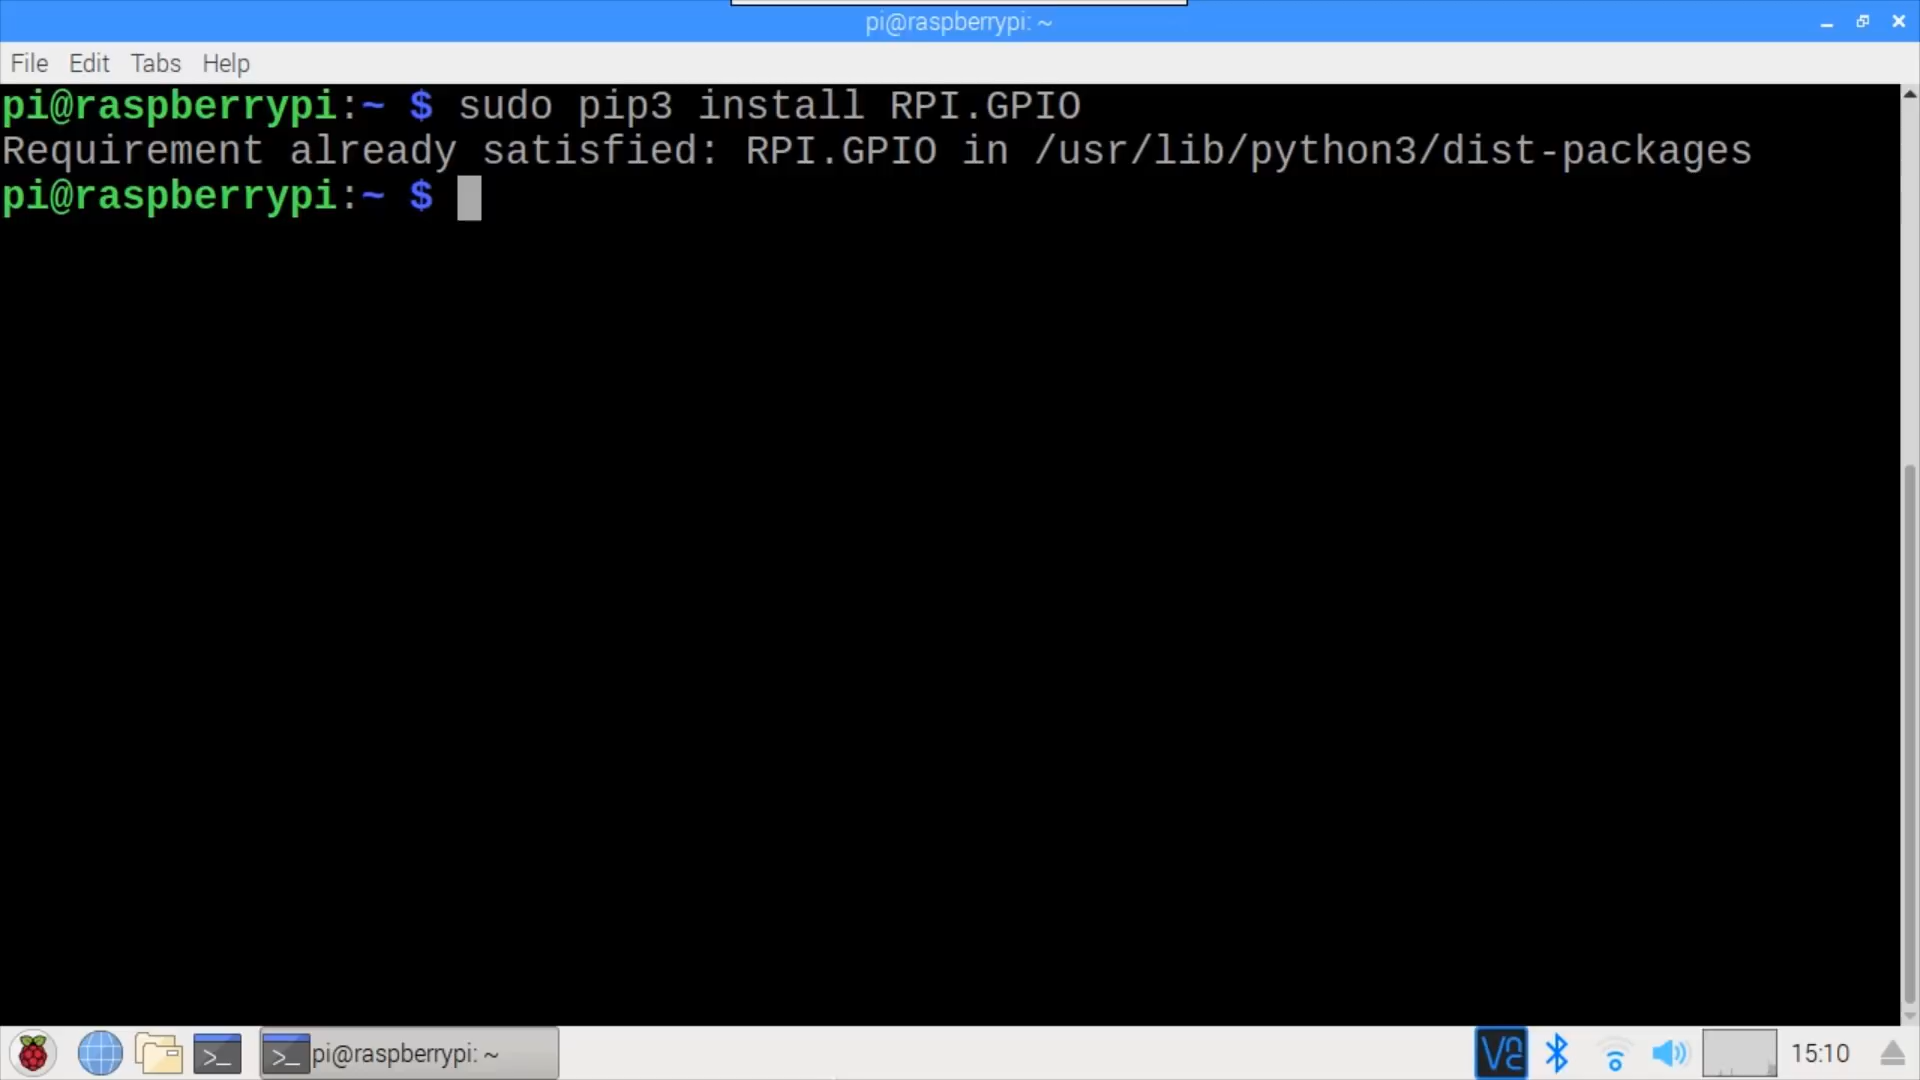 pi@raspberrypi: ~
File Edit Tabs Help
pi@raspberrypi:~ $ sudo pip3 install RPI.GPIO
Requirement already satisfied: RPI.GPIO in /usr/lib/python3/dist-packages
pi@raspberrypi:~ $
>_ >_ pi@raspberrypi: ~ 15:10